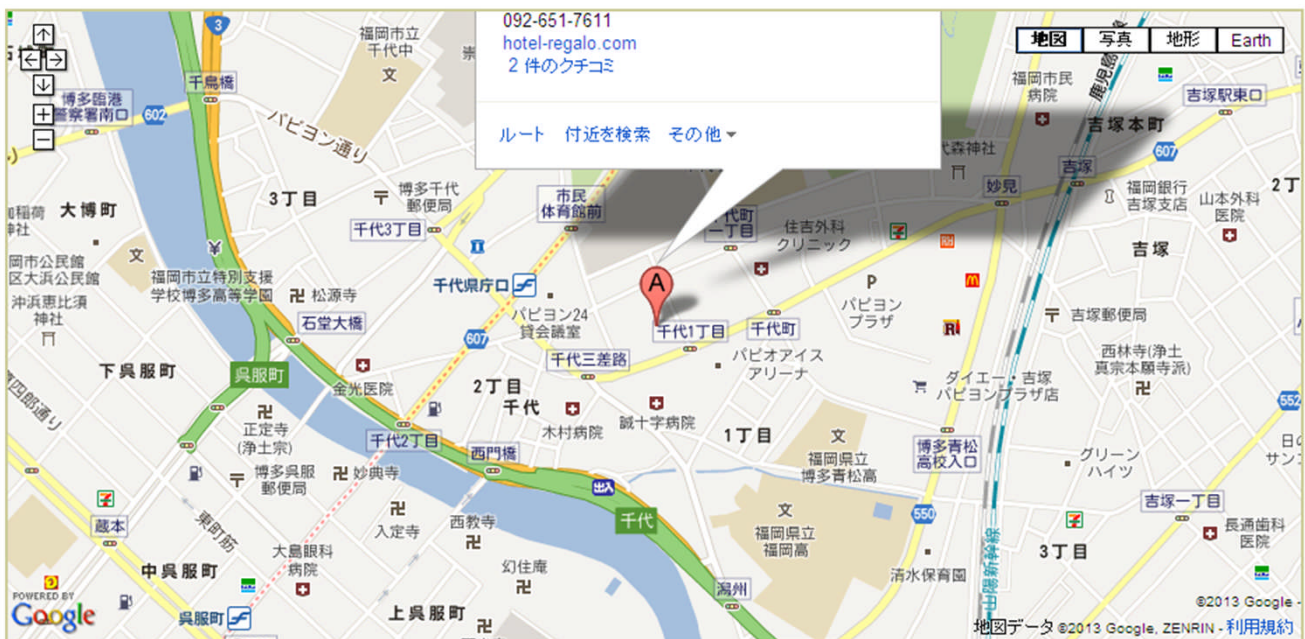 092-651-7611
hotel-regalo.com
2 件のクチコミ
ルート 付近を検索 その他
地図 写真 地形 Earth
3
福岡市立
千代中
千鳥橋
博多臨港
警察署南口
602
パピヨン通り
福岡市民
病院
吉塚駅東口
吉塚本町
607
代森神社
妙見
吉塚
福岡銀行
吉塚支店
山本外科
医院
2丁
大博町
3丁目
博多千代
郵便局
千代3丁目
市民
体育館前
千代町
一丁目
住吉外科
クリニック
吉塚
岡市公民館
区大浜公民館
福岡市立特別支援
学校博多高等学園
松源寺
千代県庁口
沖浜恵比須
神社
石堂大橋
パピヨン24
貸会議室
607
A
千代1丁目
千代町
P
パピヨン
プラザ
吉塚郵便局
千代三差路
パピオアイス
アリーナ
西林寺(浄土
真宗本願寺派)
下呉服町
呉服町
金光医院
2丁目
千代
ダイエー・吉塚
パピヨンプラザ店
552
正定寺
(浄土宗)
千代2丁目
木村病院
誠十字病院
1丁目
福岡県立
博多青松高
博多青松
高校入口
グリーン
ハイツ
西門橋
博多呉服
郵便局
妙典寺
出入
千代
550
吉塚一丁目
蔵本
東町筋
入定寺
西教寺
福岡県立
福岡高
3丁目
長通歯科
医院
大島眼科
病院
幻住庵
清水保育園
山陽新幹線
中呉服町
潟州
POWERED BY
Google
呉服町
上呉服町
©2013 Google -
地図データ ©2013 Google, ZENRIN - 利用規約